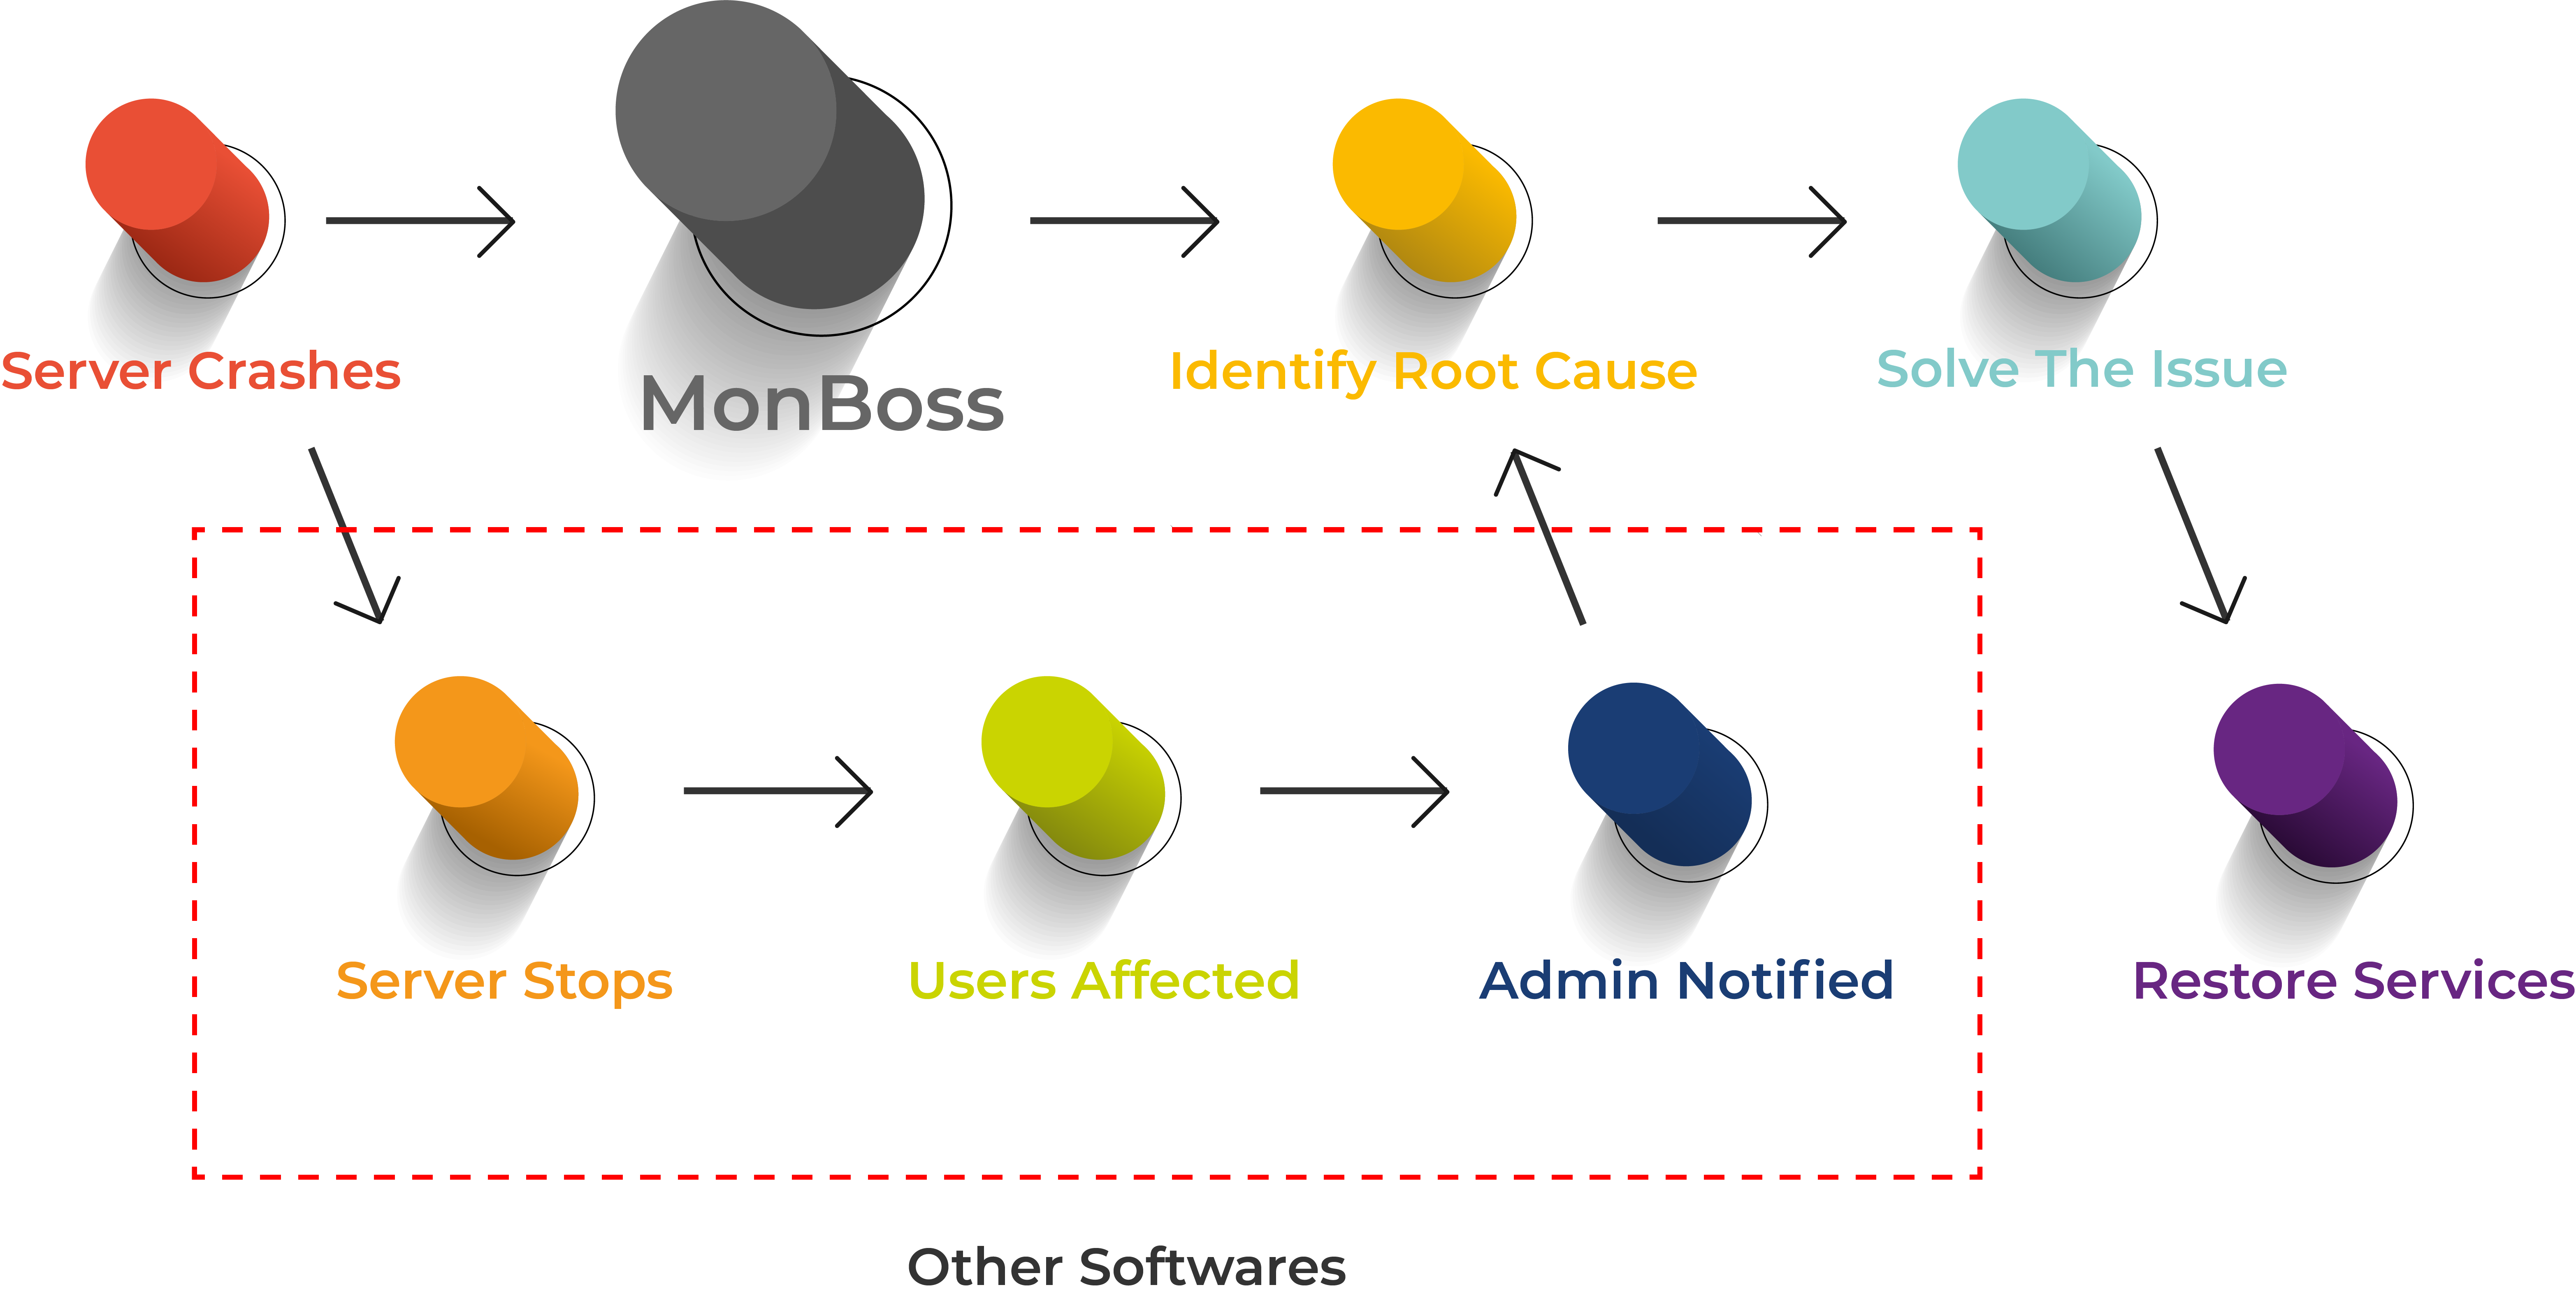 Server Crashes
MonBoss
Identify Root Cause
Solve The Issue
Server Stops
Users Affected
Admin Notified
Restore Services
Other Softwares